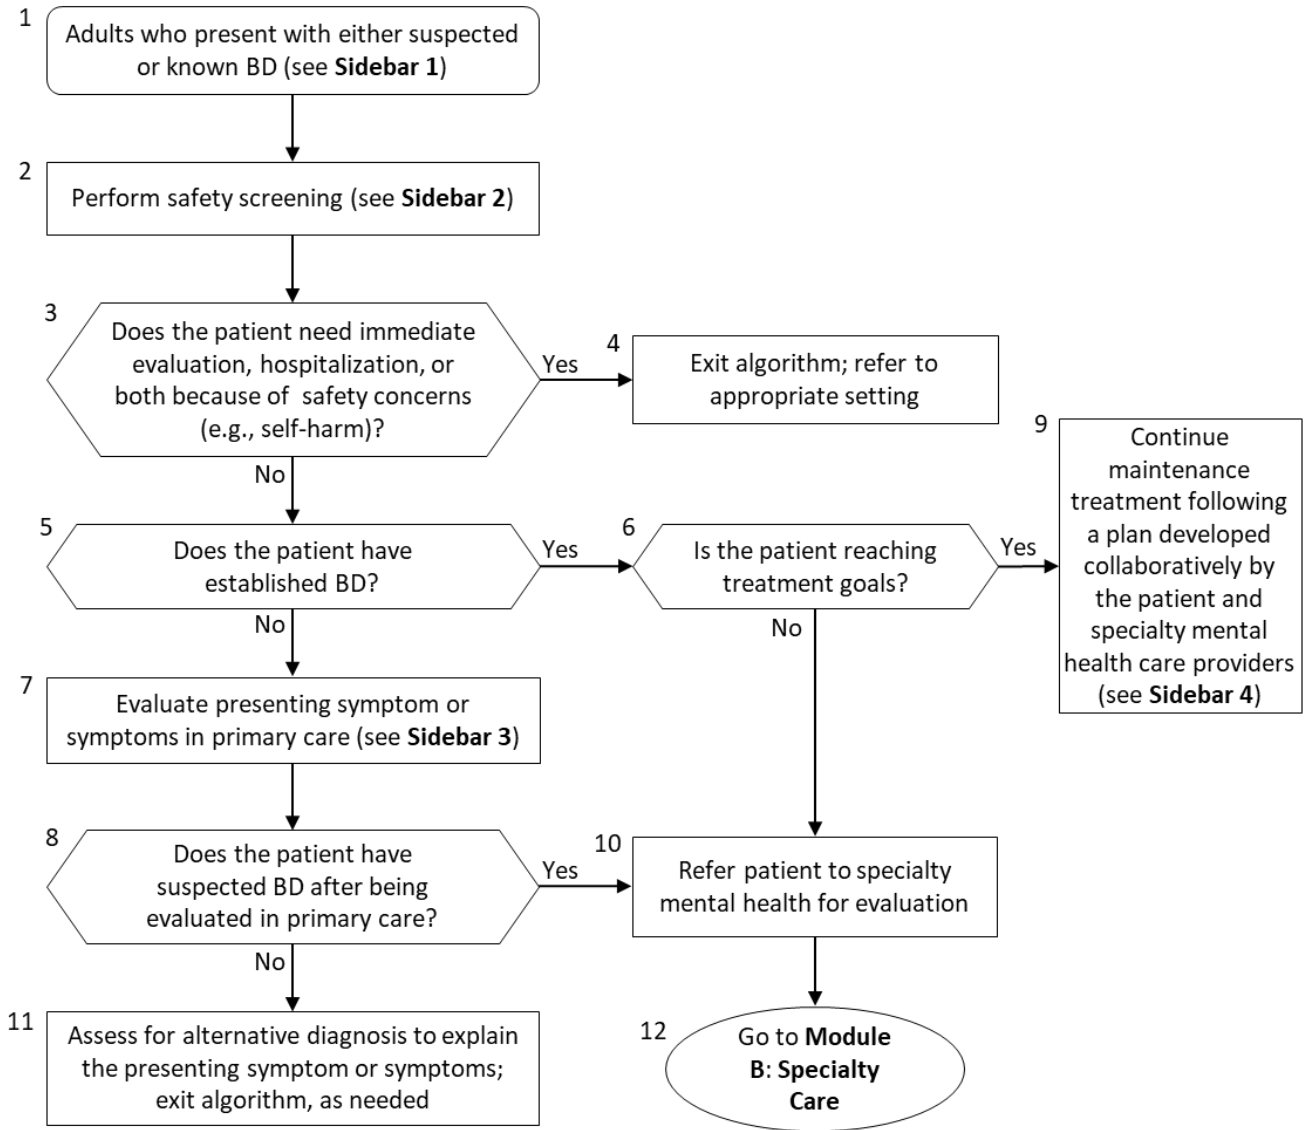 1
Adults who present with either suspected
or known BD (see Sidebar 1)
2
Perform safety screening (see Sidebar 2)
3
Does the patient need immediate
evaluation, hospitalization, or
both because of safety concerns
(e.g., self-harm)?
Yes
4
Exit algorithm; refer to
appropriate setting
No
5
Does the patient have
established BD?
Yes
6
Is the patient reaching
treatment goals?
Yes
9
Continue
maintenance
treatment following
a plan developed
collaboratively by
the patient and
specialty mental
health care providers
(see Sidebar 4)
No
No
7
Evaluate presenting symptom or
symptoms in primary care (see Sidebar 3)
8
Does the patient have
suspected BD after being
evaluated in primary care?
Yes
10
Refer patient to specialty
mental health for evaluation
No
11
Assess for alternative diagnosis to explain
the presenting symptom or symptoms;
exit algorithm, as needed
12
Go to Module
B: Specialty
Care